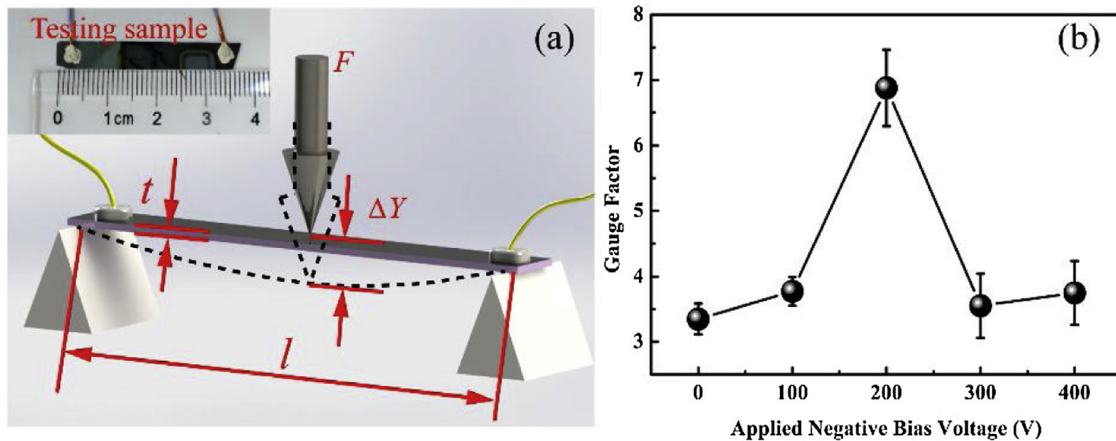 Testing sample
0 1cm 2 3 4
(a)
F
t
ΔY
l
(b)
Gauge Factor
8
7
6
5
4
3
0 100 200 300 400
Applied Negative Bias Voltage (V)